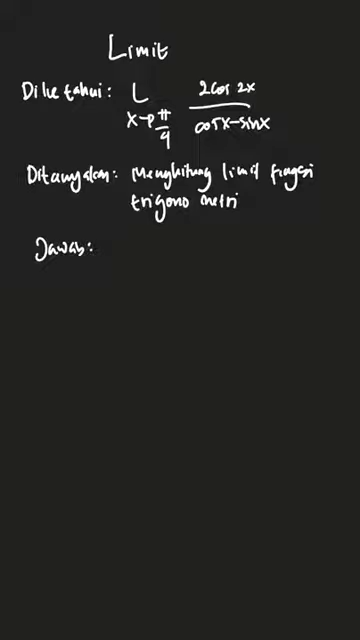 Limit
Diketahui: L 2cos 2x
x→ π/4 cosx-sinx
Ditanyakan: Menghitung limit fungsi
trigonometri
Jawab: